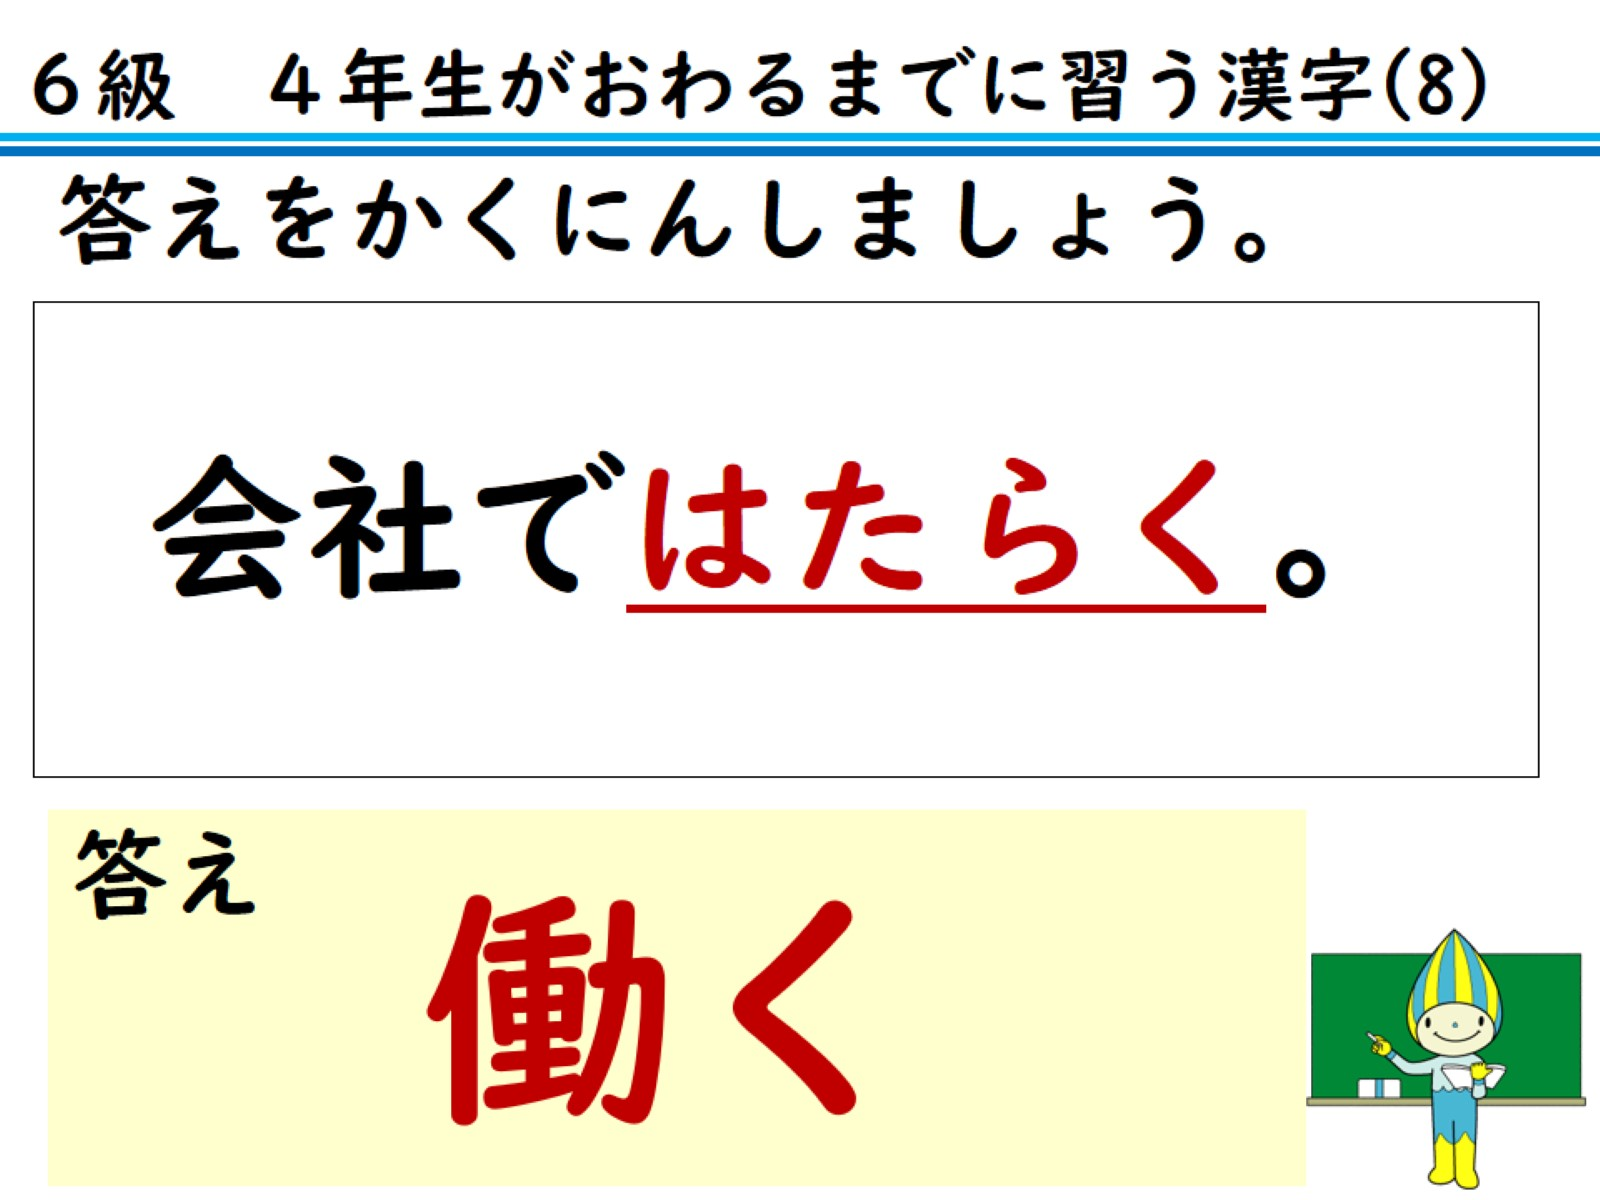 ６級　４年生がおわるまでに習う漢字(8)
答えをかくにんしましょう。
会社ではたらく。
答え
働く